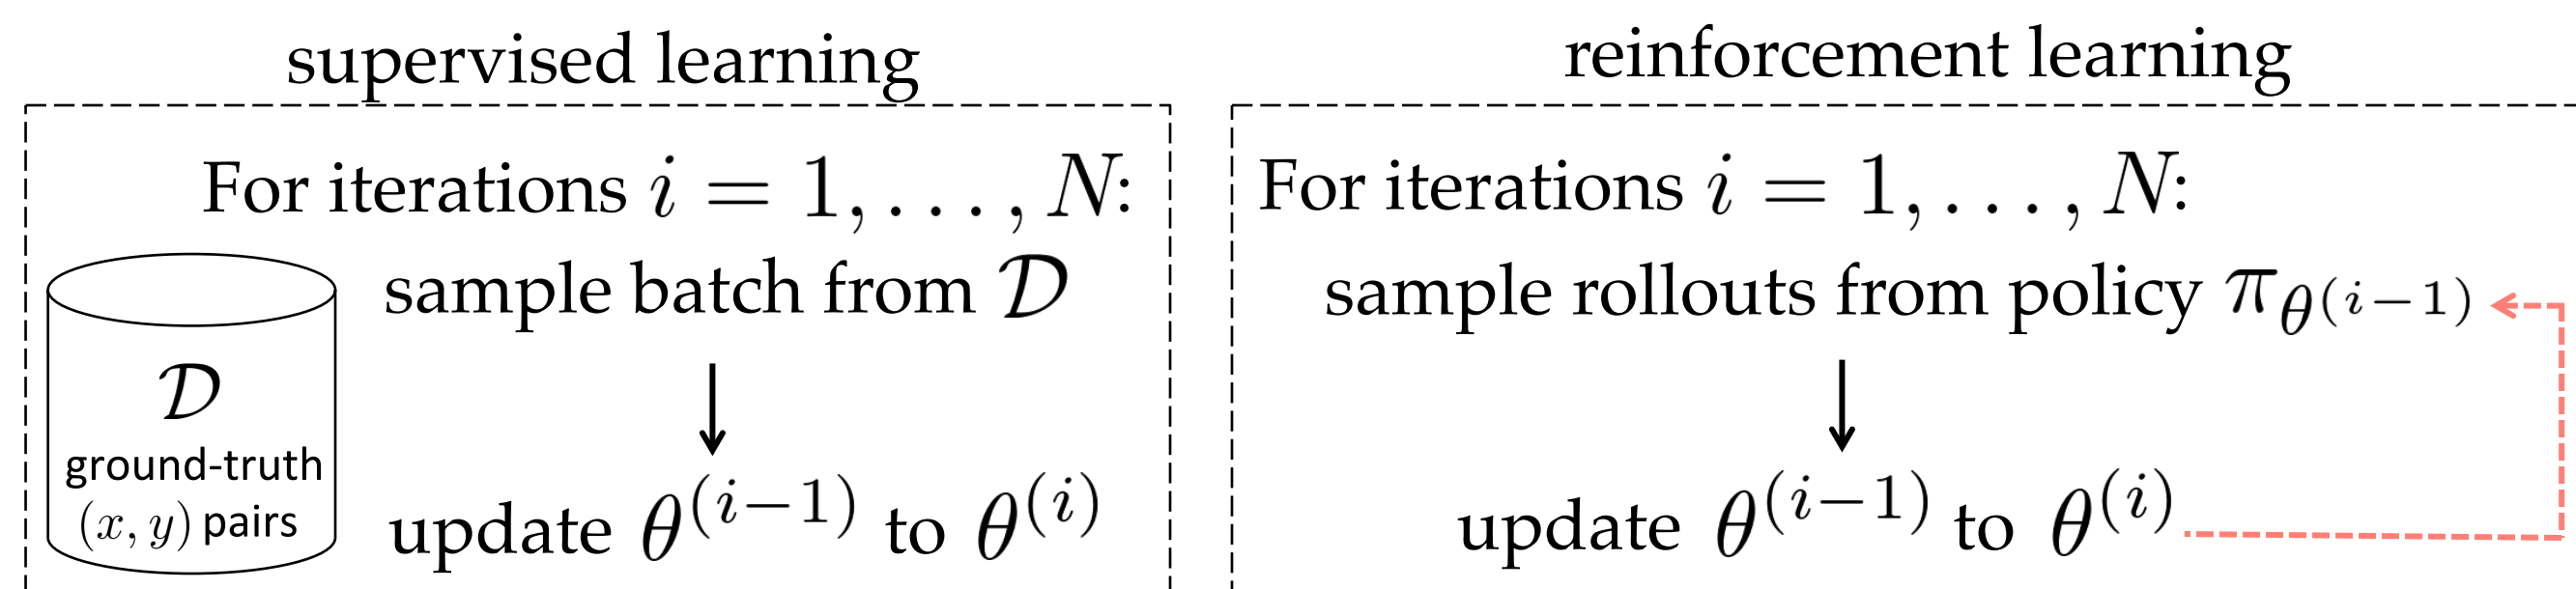 supervised learning
For iterations i = 1, . . . , N:
sample batch from 𝒟
𝒟
ground-truth
(x, y) pairs
update θ^(i−1) to θ^(i)
reinforcement learning
For iterations i = 1, . . . , N:
sample rollouts from policy π_θ^(i−1)
update θ^(i−1) to θ^(i)